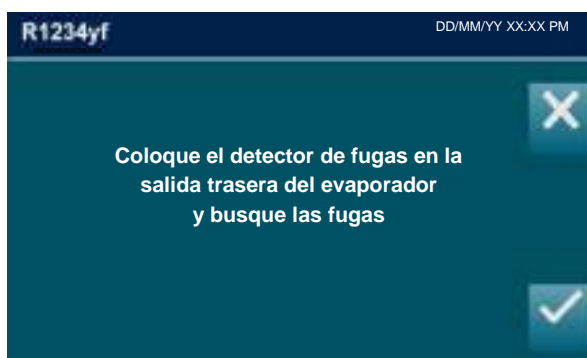 R1234yf
DD/MM/YY XX:XX PM
Coloque el detector de fugas en la
salida trasera del evaporador
y busque las fugas